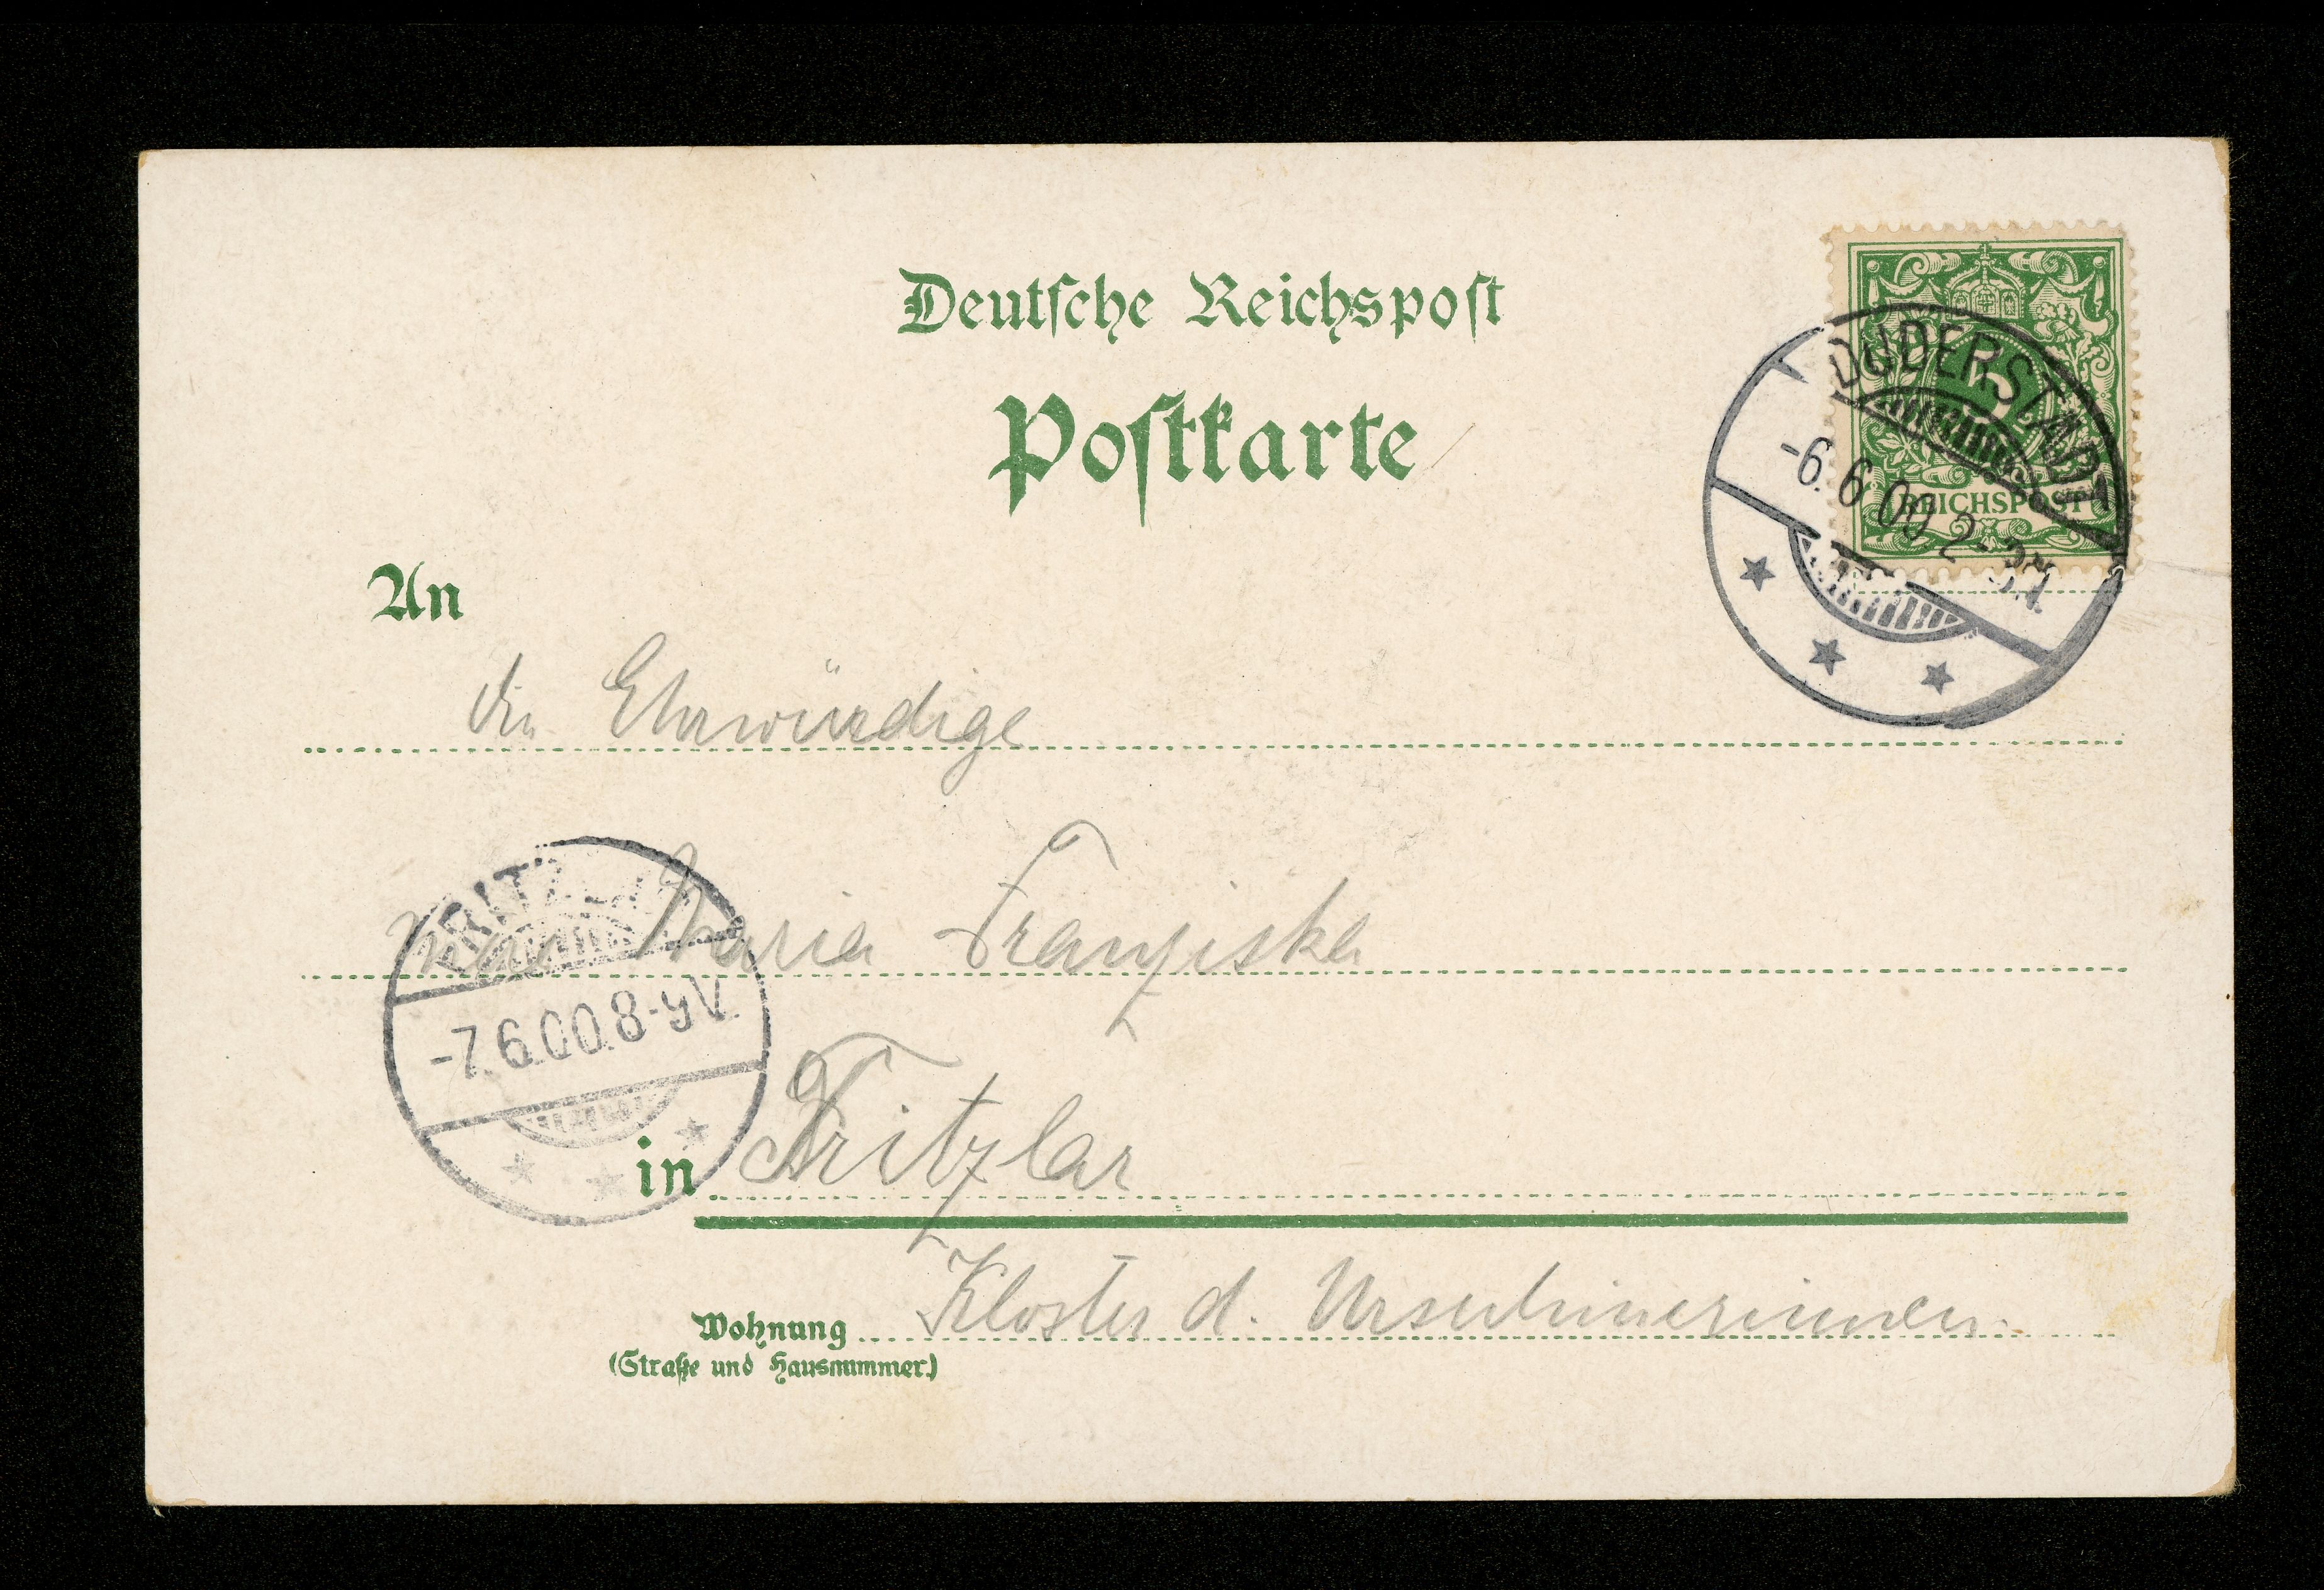 Deutsche Reichspost
Postkarte
DUDERSTADT
5
REICHSPOST
-6.6.00.2-3N.
An
die Ehrwürdige
Maria Franziska
FRITZLAR
-7.6.00.8-9V.
in Fritzlar
Wohnung Kloster d. Ursulinerinnen.
(Straße und Hausnummer)